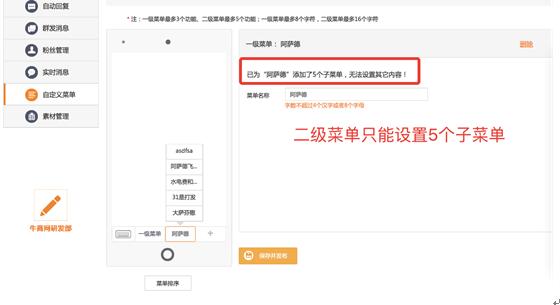 自动回复
群发消息
粉丝管理
实时消息
自定义菜单
素材管理
牛商网研发部
*注：一级菜单最多3个功能、二级菜单最多5个功能；一级菜单最多8个字符，二级菜单最多16个字符
asdfsa
阿萨德飞...
水电费和...
31是打发
大萨芬撒
一级菜单
阿萨德
+
菜单排序
一级菜单：阿萨德
删除
已为“阿萨德”添加了5个子菜单，无法设置其它内容！
菜单名称
阿萨德
字数不超过4个汉字或者8个字母
二级菜单只能设置5个子菜单
保存并发布